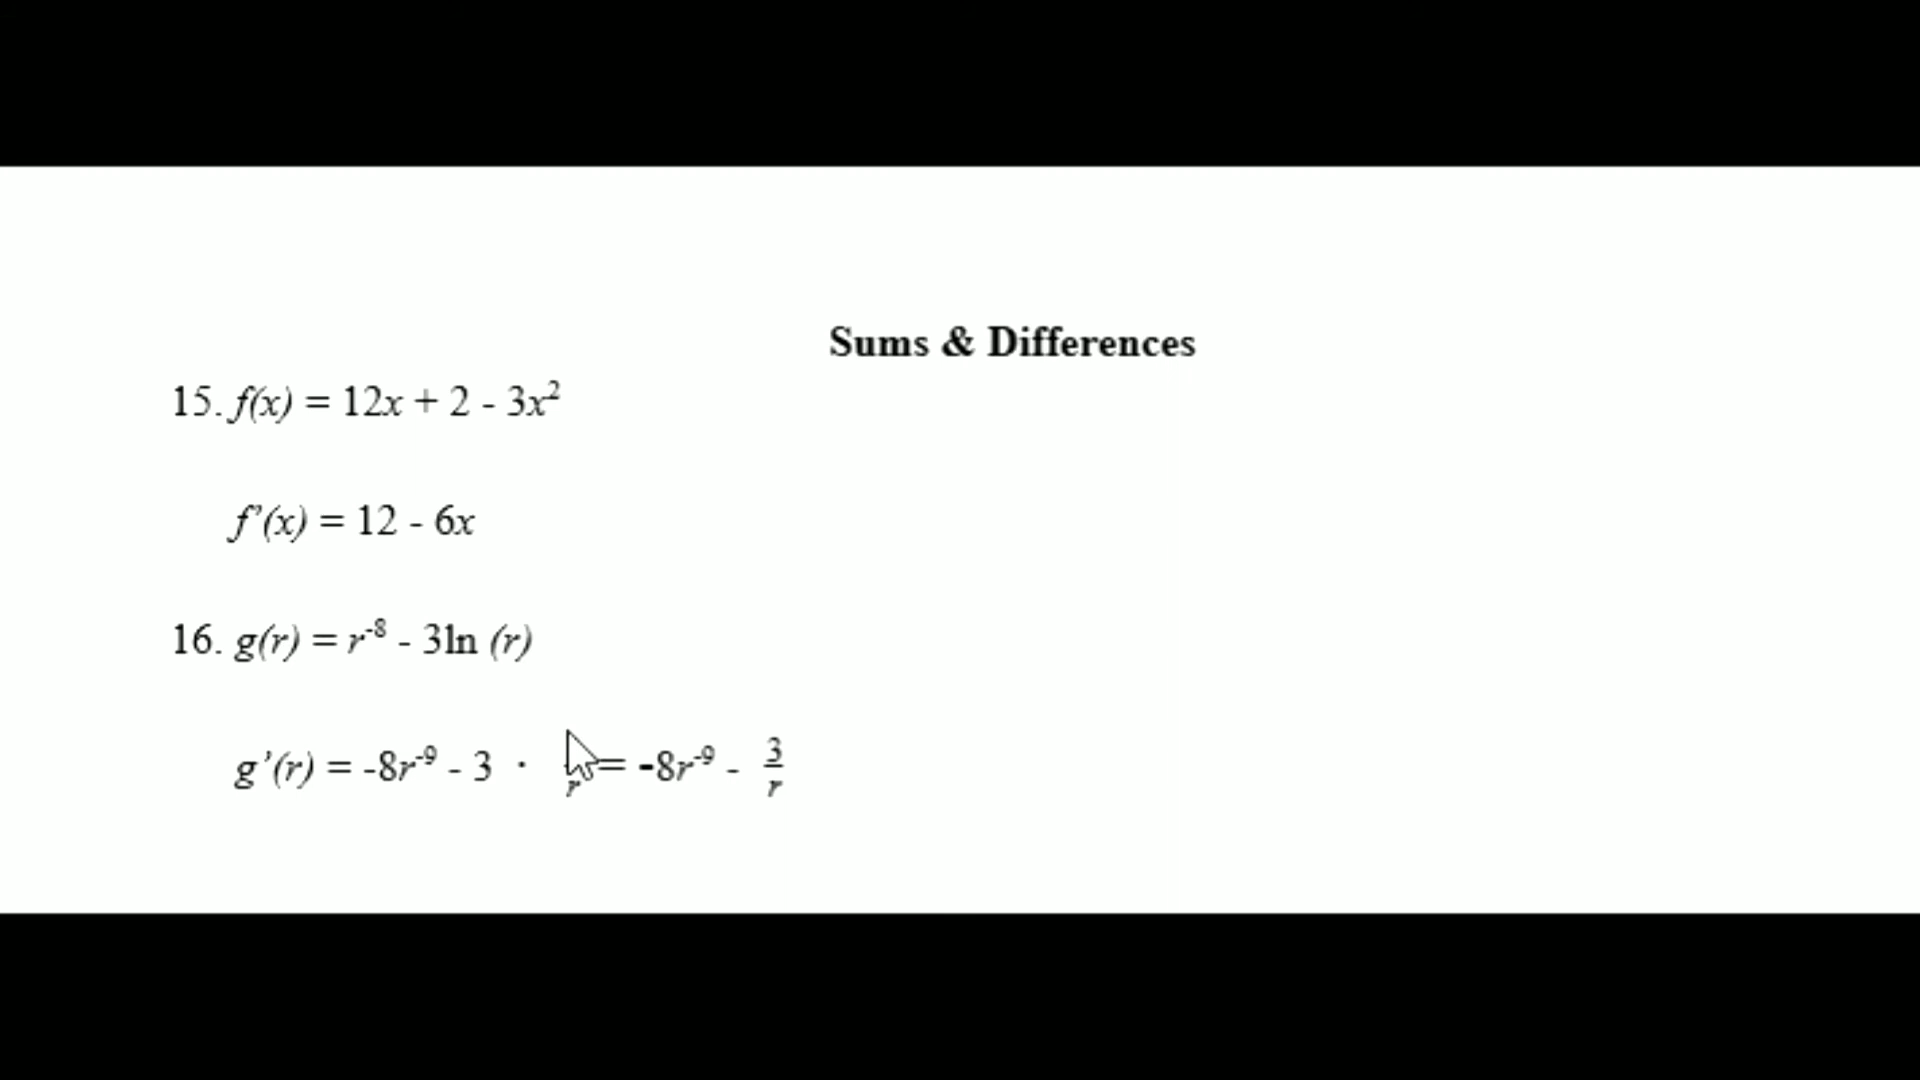 Sums & Differences
15. f(x) = 12x + 2 - 3x²
f'(x) = 12 - 6x
16. g(r) = r⁻⁸ - 3ln (r)
g'(r) = -8r⁻⁹ - 3 · /r = -8r⁻⁹ - 3/r